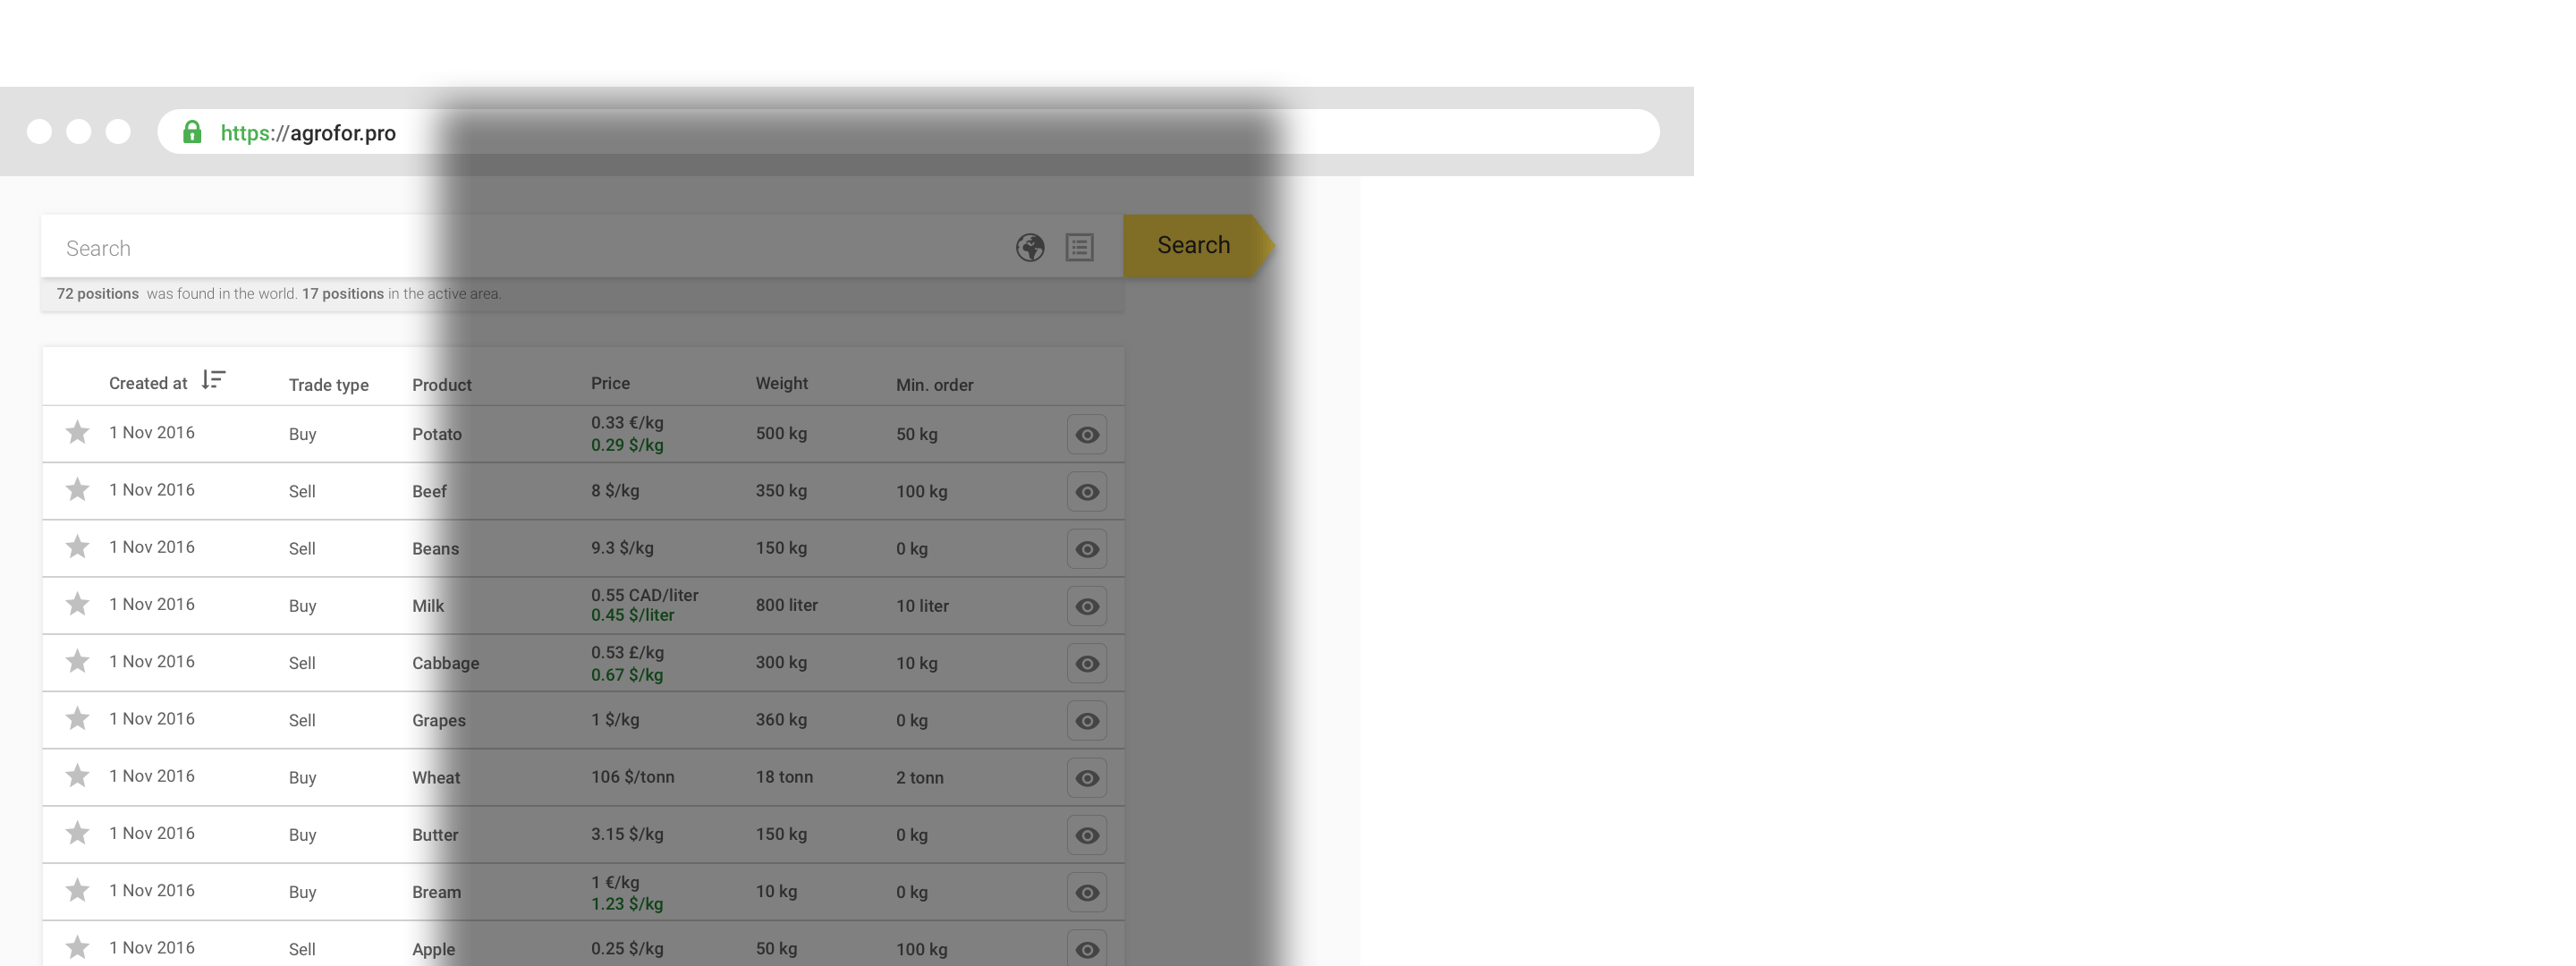 https://agrofor.pro
Search
Search
72 positions was found in the world. 17 positions in the active area.
Created at Trade type Product Price Weight Min. order
1 Nov 2016 Buy Potato 0.33 €/kg 0.29 $/kg 500 kg 50 kg
1 Nov 2016 Sell Beef 8 $/kg 350 kg 100 kg
1 Nov 2016 Sell Beans 9.3 $/kg 150 kg 0 kg
1 Nov 2016 Buy Milk 0.55 CAD/liter 0.45 $/liter 800 liter 10 liter
1 Nov 2016 Sell Cabbage 0.53 £/kg 0.67 $/kg 300 kg 10 kg
1 Nov 2016 Sell Grapes 1 $/kg 360 kg 0 kg
1 Nov 2016 Buy Wheat 106 $/tonn 18 tonn 2 tonn
1 Nov 2016 Buy Butter 3.15 $/kg 150 kg 0 kg
1 Nov 2016 Buy Bream 1 €/kg 1.23 $/kg 10 kg 0 kg
1 Nov 2016 Sell Apple 0.25 $/kg 50 kg 100 kg